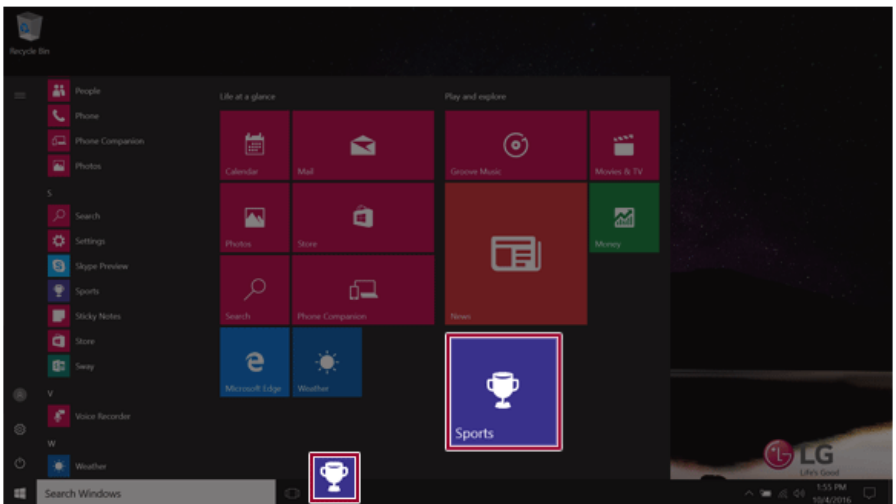 Recycle Bin
People
Phone
Phone Companion
Photos
S
Search
Settings
Skype Preview
Sports
Sticky Notes
Store
Sway
V
Voice Recorder
W
Weather
Life at a glance
Calendar
Mail
Photos
Store
Search
Phone Companion
Microsoft Edge
Weather
Play and explore
Groove Music
Movies & TV
News
Money
Sports
LG
Life's Good
Search Windows
1:55 PM
10/4/2016